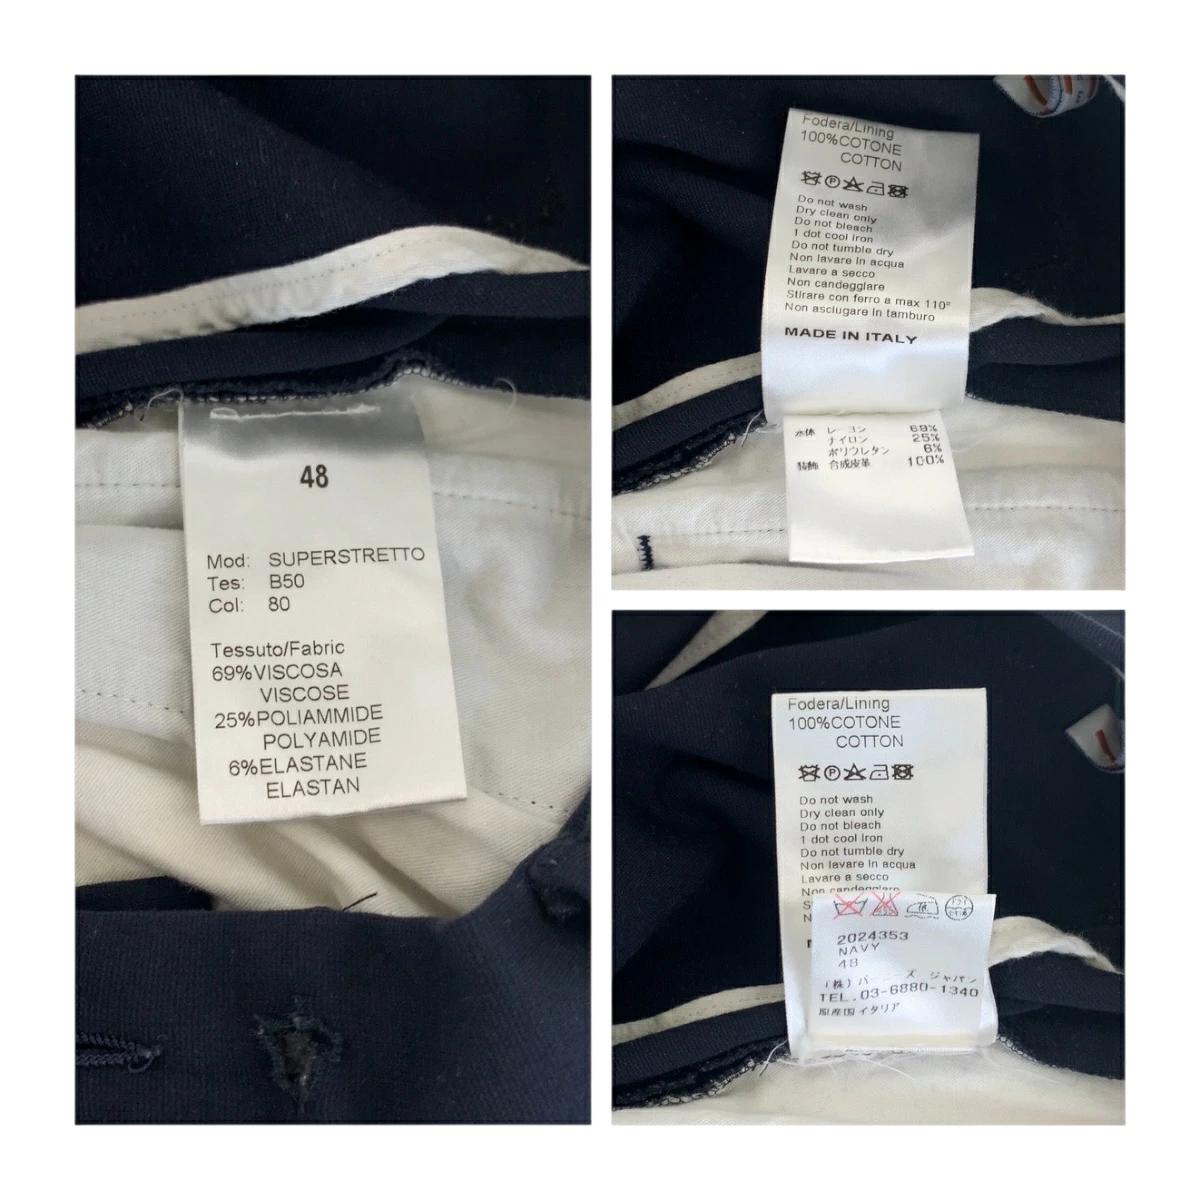 48
Mod: SUPERSTRETTO
Tes: B50
Col: 80
Tessuto/Fabric
69%VISCOSA
VISCOSE
25%POLIAMMIDE
POLYAMIDE
6%ELASTANE
ELASTAN
Fodera/Lining
100%COTONE
COTTON
Do not wash
Dry clean only
Do not bleach
1 dot cool iron
Do not tumble dry
Non lavare in acqua
Lavare a secco
Non candeggiare
Stirare con ferro a max 110°
Non asciugare in tamburo
MADE IN ITALY
本体 レーヨン 69%
ナイロン 25%
ポリウレタン 6%
装飾 合成皮革 100%
Fodera/Lining
100%COTONE
COTTON
Do not wash
Dry clean only
Do not bleach
1 dot cool iron
Do not tumble dry
Non lavare in acqua
Lavare a secco
Non candeggiare
2024353
NAVY
48
(株) バーニーズ ジャパン
TEL.03-6880-1340
原産国 イタリア